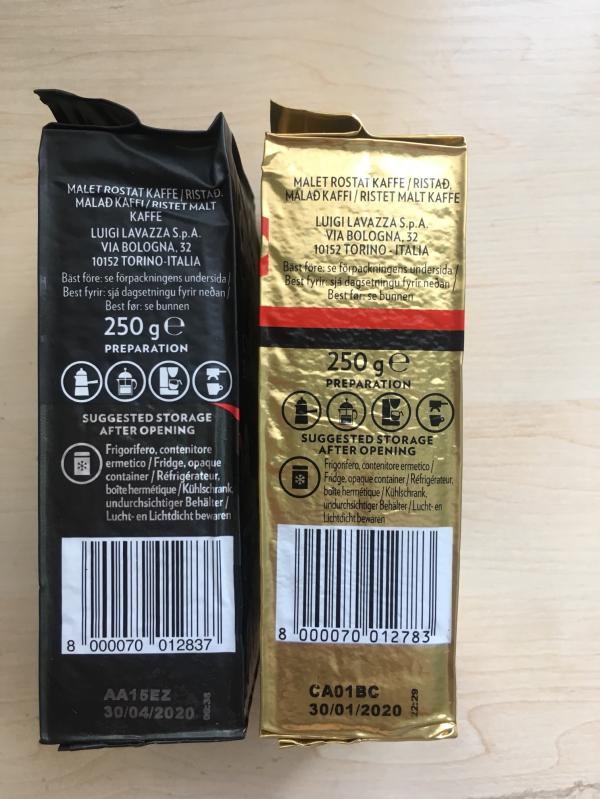 MALET ROSTAT KAFFE / RISTAÐ,
MALAÐ KAFFI / RISTET MALT
KAFFE
LUIGI LAVAZZA S.p.A.
VIA BOLOGNA, 32
10152 TORINO-ITALIA
Bäst före: se förpackningens undersida /
Best fyrir: sjá dagsetningu fyrir neðan /
Best før: se bunnen
250 g ℮
PREPARATION
SUGGESTED STORAGE
AFTER OPENING
Frigorifero, contenitore
ermetico / Fridge, opaque
container / Réfrigérateur,
boîte hermétique / Kühlschrank,
undurchsichtiger Behälter /
Lucht- en Lichtdicht bewaren
8 000070 012837
AA15EZ
30/04/2020
MALET ROSTAT KAFFE / RISTAÐ,
MALAÐ KAFFI / RISTET MALT KAFFE
LUIGI LAVAZZA S.p.A.
VIA BOLOGNA, 32
10152 TORINO - ITALIA
Bäst före: se förpackningens undersida /
Best fyrir: sjá dagsetningu fyrir neðan /
Best før: se bunnen
250 g ℮
PREPARATION
SUGGESTED STORAGE
AFTER OPENING
Frigorifero, contenitore ermetico /
Fridge, opaque container / Réfrigérateur,
boîte hermétique / Kühlschrank,
undurchsichtiger Behälter / Lucht- en
Lichtdicht bewaren
8 000070 012783
CA01BC
30/01/2020
22:29